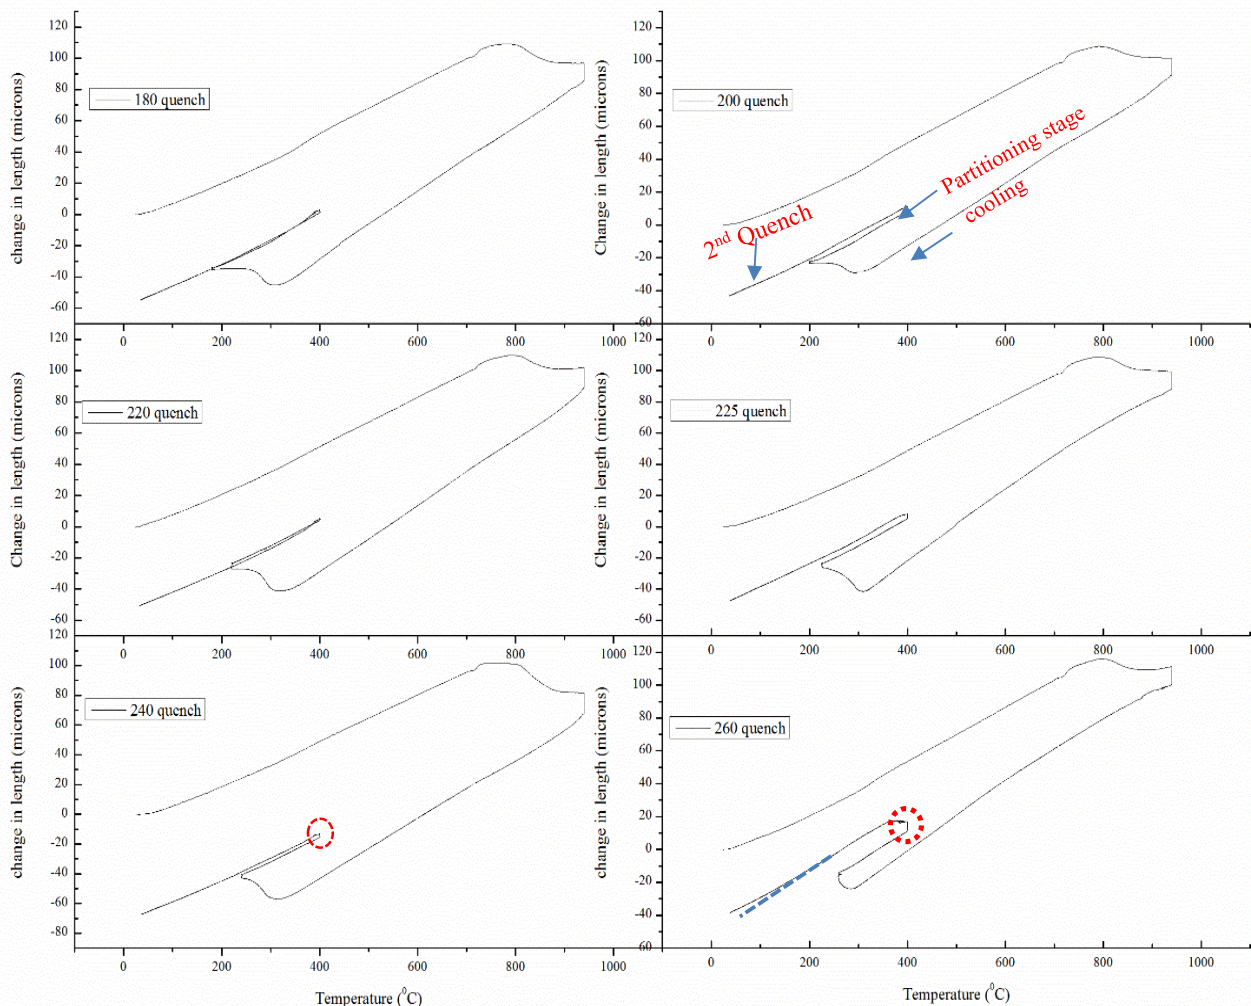 change in length (microns)
120
100
80
60
40
20
0
-20
-40
-60
180 quench
Change in length (microns)
120
100
80
60
40
20
0
-20
-40
-60
200 quench
Partitioning stage
cooling
2nd Quench
0 200 400 600 800 1000
0 200 400 600 800 1000
Change in length (microns)
120
100
80
60
40
20
0
-20
-40
-60
220 quench
Change in length (microns)
120
100
80
60
40
20
0
-20
-40
-60
225 quench
0 200 400 600 800 1000
0 200 400 600 800 1000
change in length (microns)
120
100
80
60
40
20
0
-20
-40
-60
-80
240 quench
change in length (microns)
120
100
80
60
40
20
0
-20
-40
60
260 quench
0 200 400 600 800 1000
0 200 400 600 800 1000
Temperature (0C)
Temperature (0C)